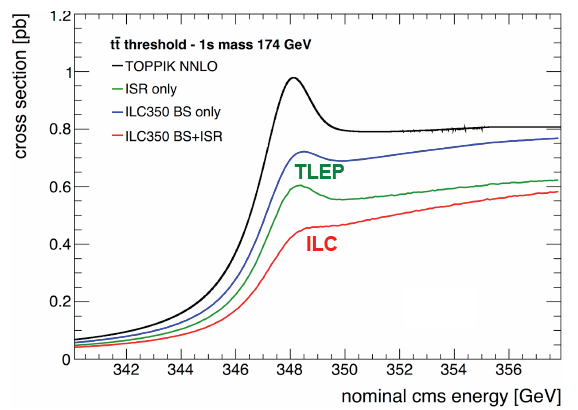 cross section [pb]
1.2
1
0.8
0.6
0.4
0.2
0
tt̄ threshold - 1s mass 174 GeV
TOPPIK NNLO
ISR only
ILC350 BS only
ILC350 BS+ISR
TLEP
ILC
342 344 346 348 350 352 354 356
nominal cms energy [GeV]